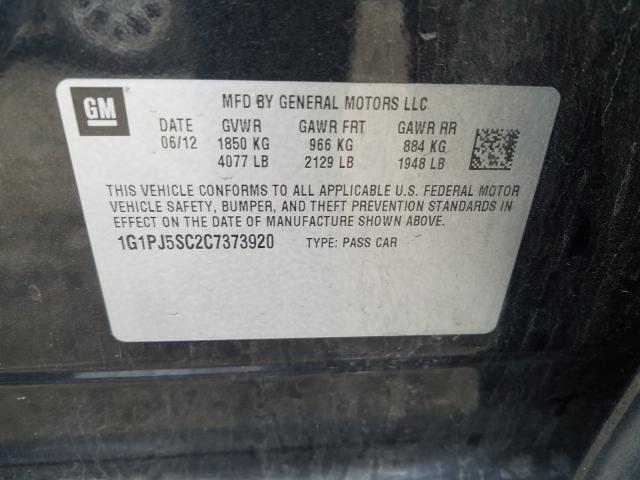 GM
MFD BY GENERAL MOTORS LLC
DATE GVWR GAWR FRT GAWR RR
06/12 1850 KG 966 KG 884 KG
4077 LB 2129 LB 1948 LB
THIS VEHICLE CONFORMS TO ALL APPLICABLE U.S. FEDERAL MOTOR
VEHICLE SAFETY, BUMPER, AND THEFT PREVENTION STANDARDS IN
EFFECT ON THE DATE OF MANUFACTURE SHOWN ABOVE.
1G1PJ5SC2C7373920 TYPE: PASS CAR